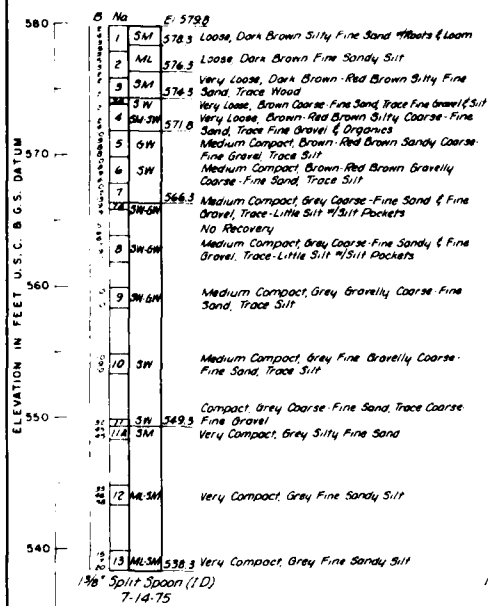 B No El 579.8
580
1 SM 578.3 Loose, Dark Brown Silty Fine Sand w/Roots & Loam
2 ML 576.3 Loose, Dark Brown Fine Sandy Silt
3 SM 574.3 Very Loose, Dark Brown-Red Brown Silty Fine
Sand, Trace Wood
3A SW Very Loose, Brown Coarse-Fine Sand, Trace Fine Gravel & Silt
4 SM-SW 571.8 Very Loose, Brown-Red Brown Silty Coarse-Fine
Sand, Trace Fine Gravel & Organics
570
5 GW Medium Compact, Brown-Red Brown Sandy Coarse-
Fine Gravel, Trace Silt
6 SW Medium Compact, Brown-Red Brown Gravelly
Coarse-Fine Sand, Trace Silt
7 566.3
7A SW-GW Medium Compact, Grey Coarse-Fine Sand & Fine
Gravel, Trace-Little Silt w/Silt Pockets
No Recovery
8 SW-GW Medium Compact, Grey Coarse-Fine Sandy & Fine
Gravel, Trace-Little Silt w/Silt Pockets
560
9 SW-GW Medium Compact, Grey Gravelly Coarse-Fine
Sand, Trace Silt
10 SW Medium Compact, Grey Fine Gravelly Coarse-
Fine Sand, Trace Silt
550
11 SW 549.3 Compact, Grey Coarse-Fine Sand, Trace Coarse-
Fine Gravel
11A SM Very Compact, Grey Silty Fine Sand
12 ML-SM Very Compact, Grey Fine Sandy Silt
540
13 ML-SM 538.3 Very Compact, Grey Fine Sandy Silt
1 3/8" Split Spoon (ID)
7-14-75
ELEVATION IN FEET U.S.C. & G.S. DATUM